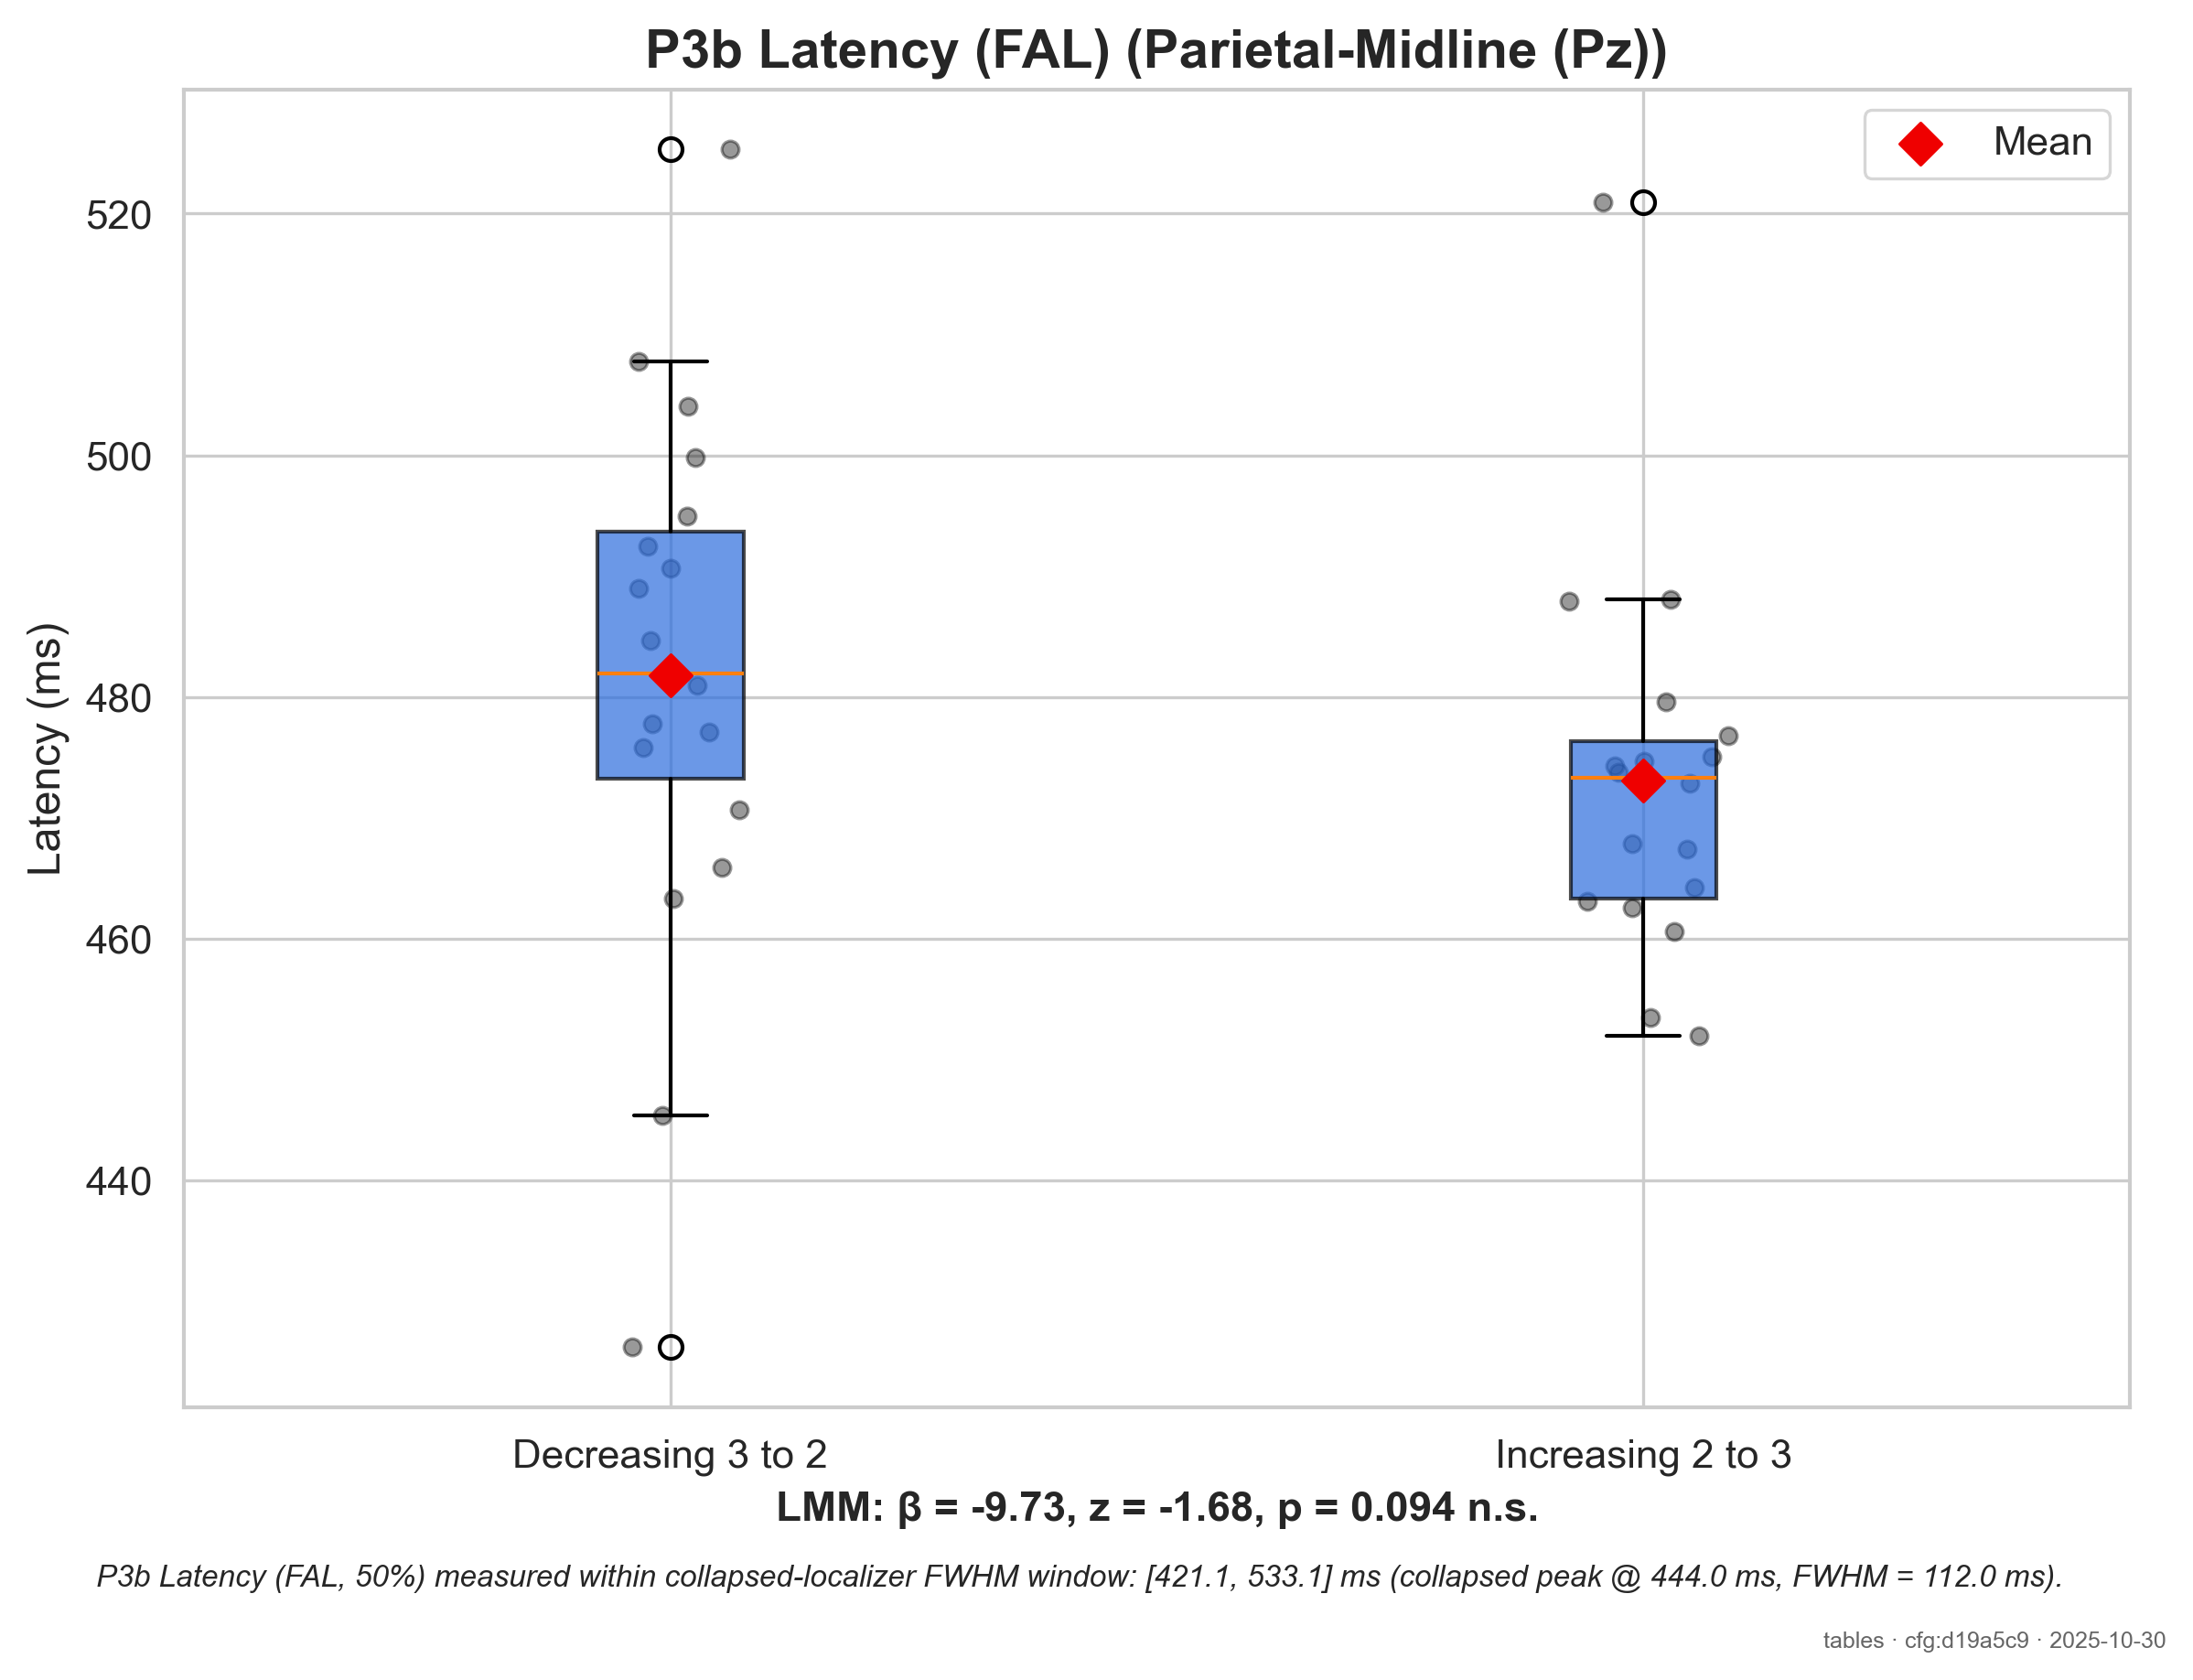 P3b Latency (FAL) (Parietal-Midline (Pz))
Mean
520
500
480
460
440
Latency (ms)
Decreasing 3 to 2
Increasing 2 to 3
LMM: β = -9.73, z = -1.68, p = 0.094 n.s.
P3b Latency (FAL, 50%) measured within collapsed-localizer FWHM window: [421.1, 533.1] ms (collapsed peak @ 444.0 ms, FWHM = 112.0 ms).
tables · cfg:d19a5c9 · 2025-10-30